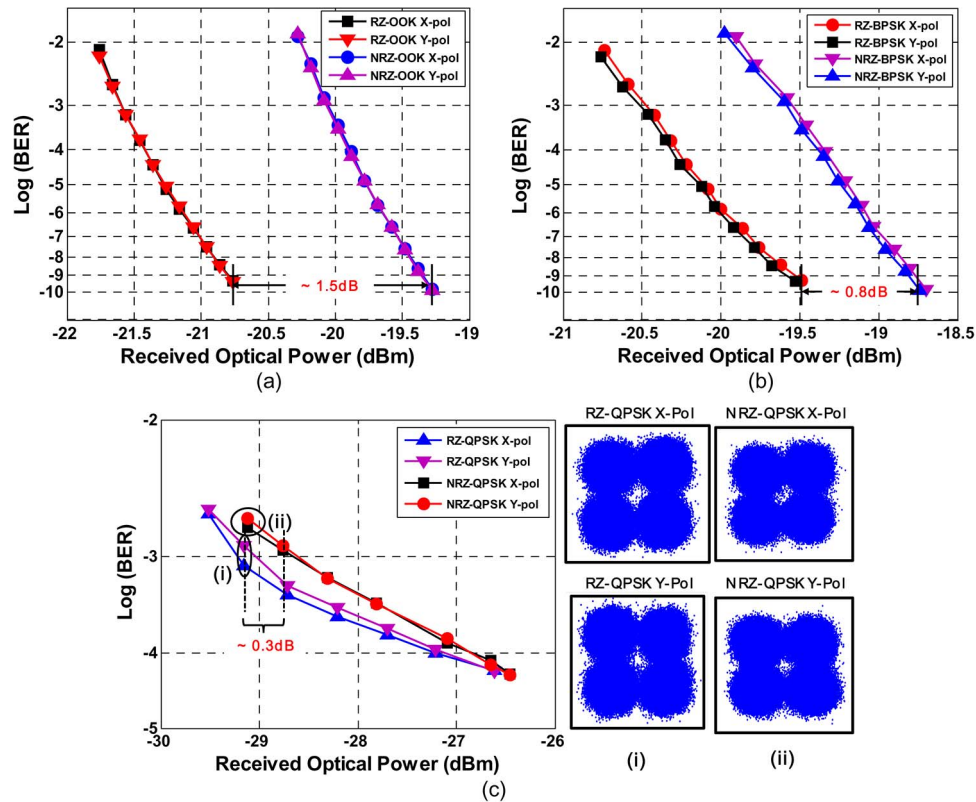 RZ-OOK X-pol
RZ-OOK Y-pol
NRZ-OOK X-pol
NRZ-OOK Y-pol
Log (BER)
-2
-3
-4
-5
-6
-7
-8
-9
-10
~ 1.5dB
-22 -21.5 -21 -20.5 -20 -19.5 -19
Received Optical Power (dBm)
(a)
RZ-BPSK X-pol
RZ-BPSK Y-pol
NRZ-BPSK X-pol
NRZ-BPSK Y-pol
Log (BER)
-2
-3
-4
-5
-6
-7
-8
-9
-10
~ 0.8dB
-21 -20.5 -20 -19.5 -19 -18.5
Received Optical Power (dBm)
(b)
RZ-QPSK X-pol
RZ-QPSK Y-pol
NRZ-QPSK X-pol
NRZ-QPSK Y-pol
Log (BER)
-2
-3
-4
-5
(i)
(ii)
~ 0.3dB
-30 -29 -28 -27 -26
Received Optical Power (dBm)
RZ-QPSK X-Pol
NRZ-QPSK X-Pol
RZ-QPSK Y-Pol
NRZ-QPSK Y-Pol
(i)
(ii)
(c)